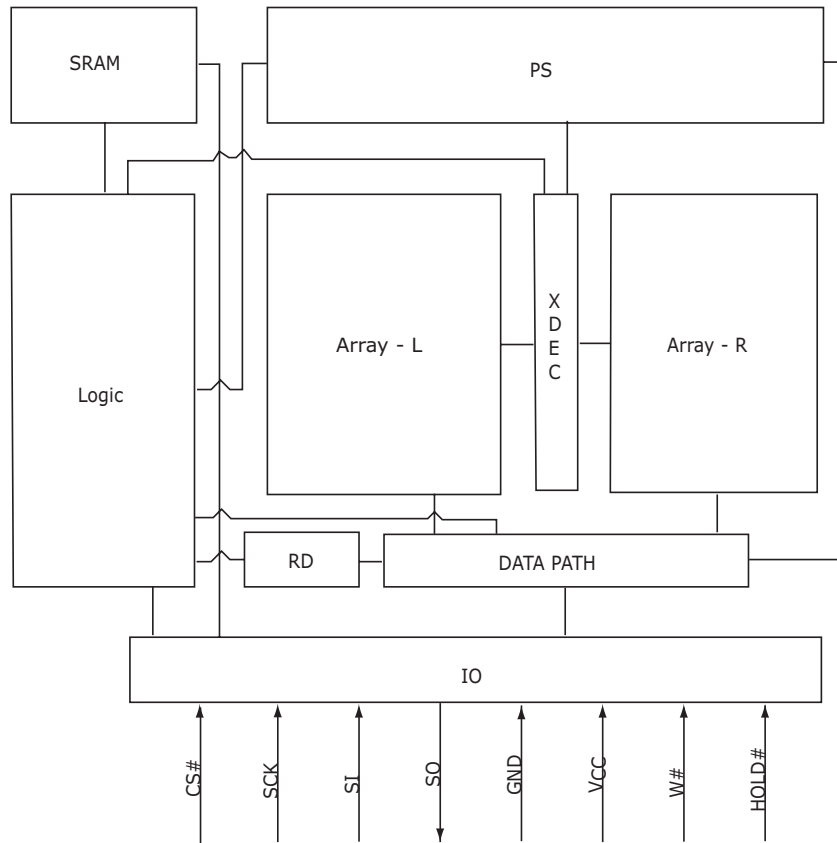 SRAM
PS
X
D
E
C
Array - L
Array - R
Logic
RD
DATA PATH
IO
CS#
SCK
SI
SO
GND
VCC
W#
HOLD#